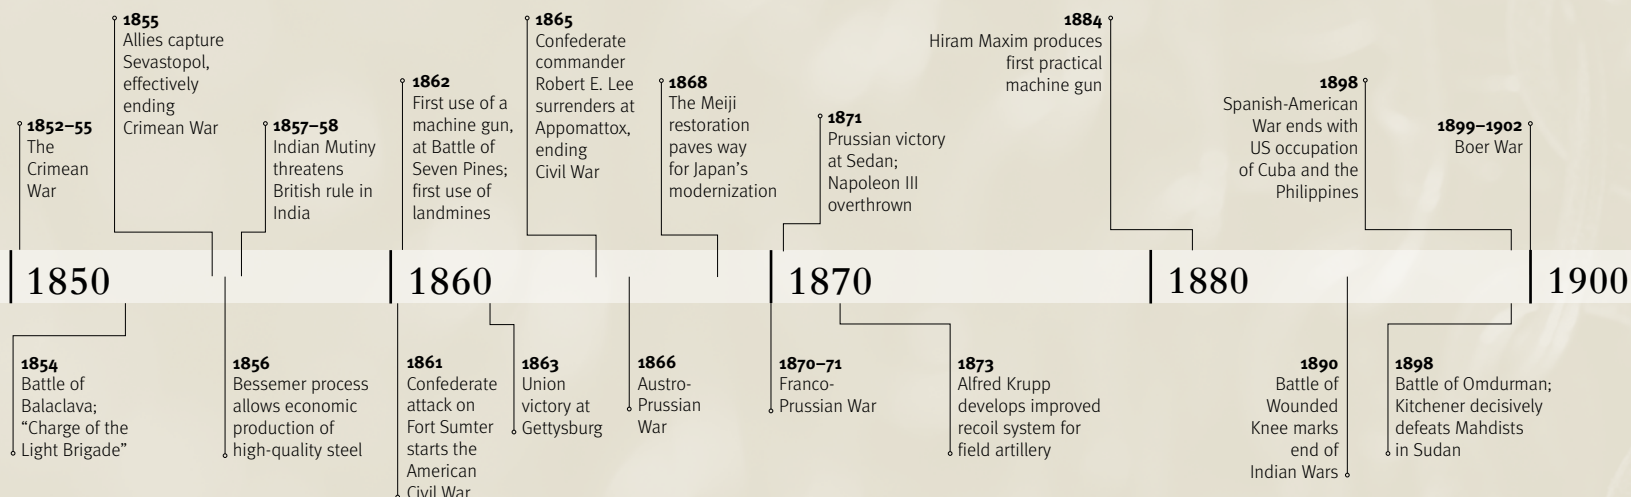 1855
Allies capture
Sevastopol,
effectively
ending
Crimean War
1865
Confederate
commander
Robert E. Lee
surrenders at
Appomattox,
ending
Civil War
1884
Hiram Maxim produces
first practical
machine gun
1862
First use of a
machine gun,
at Battle of
Seven Pines;
first use of
landmines
1868
The Meiji
restoration
paves way
for Japan’s
modernization
1898
Spanish-American
War ends with
US occupation
of Cuba and the
Philippines
1852–55
The
Crimean
War
1857–58
Indian Mutiny
threatens
British rule in
India
1871
Prussian victory
at Sedan;
Napoleon III
overthrown
1899–1902
Boer War
1850
1860
1870
1880
1900
1854
Battle of
Balaclava;
“Charge of the
Light Brigade”
1856
Bessemer process
allows economic
production of
high-quality steel
1861
Confederate
attack on
Fort Sumter
starts the
American
Civil War
1863
Union
victory at
Gettysburg
1866
Austro-
Prussian
War
1870–71
Franco-
Prussian War
1873
Alfred Krupp
develops improved
recoil system for
field artillery
1890
Battle of
Wounded
Knee marks
end of
Indian Wars
1898
Battle of Omdurman;
Kitchener decisively
defeats Mahdists
in Sudan